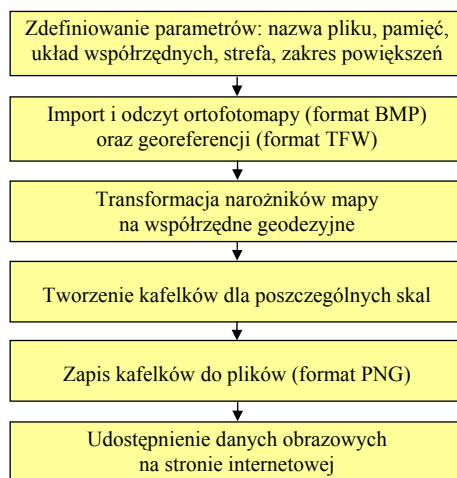 Zdefiniowanie parametrów: nazwa pliku, pamięć,
układ współrzędnych, strefa, zakres powiększeń
Import i odczyt ortofotomapy (format BMP)
oraz georeferencji (format TFW)
Transformacja narożników mapy
na współrzędne geodezyjne
Tworzenie kafelków dla poszczególnych skal
Zapis kafelków do plików (format PNG)
Udostępnienie danych obrazowych
na stronie internetowej